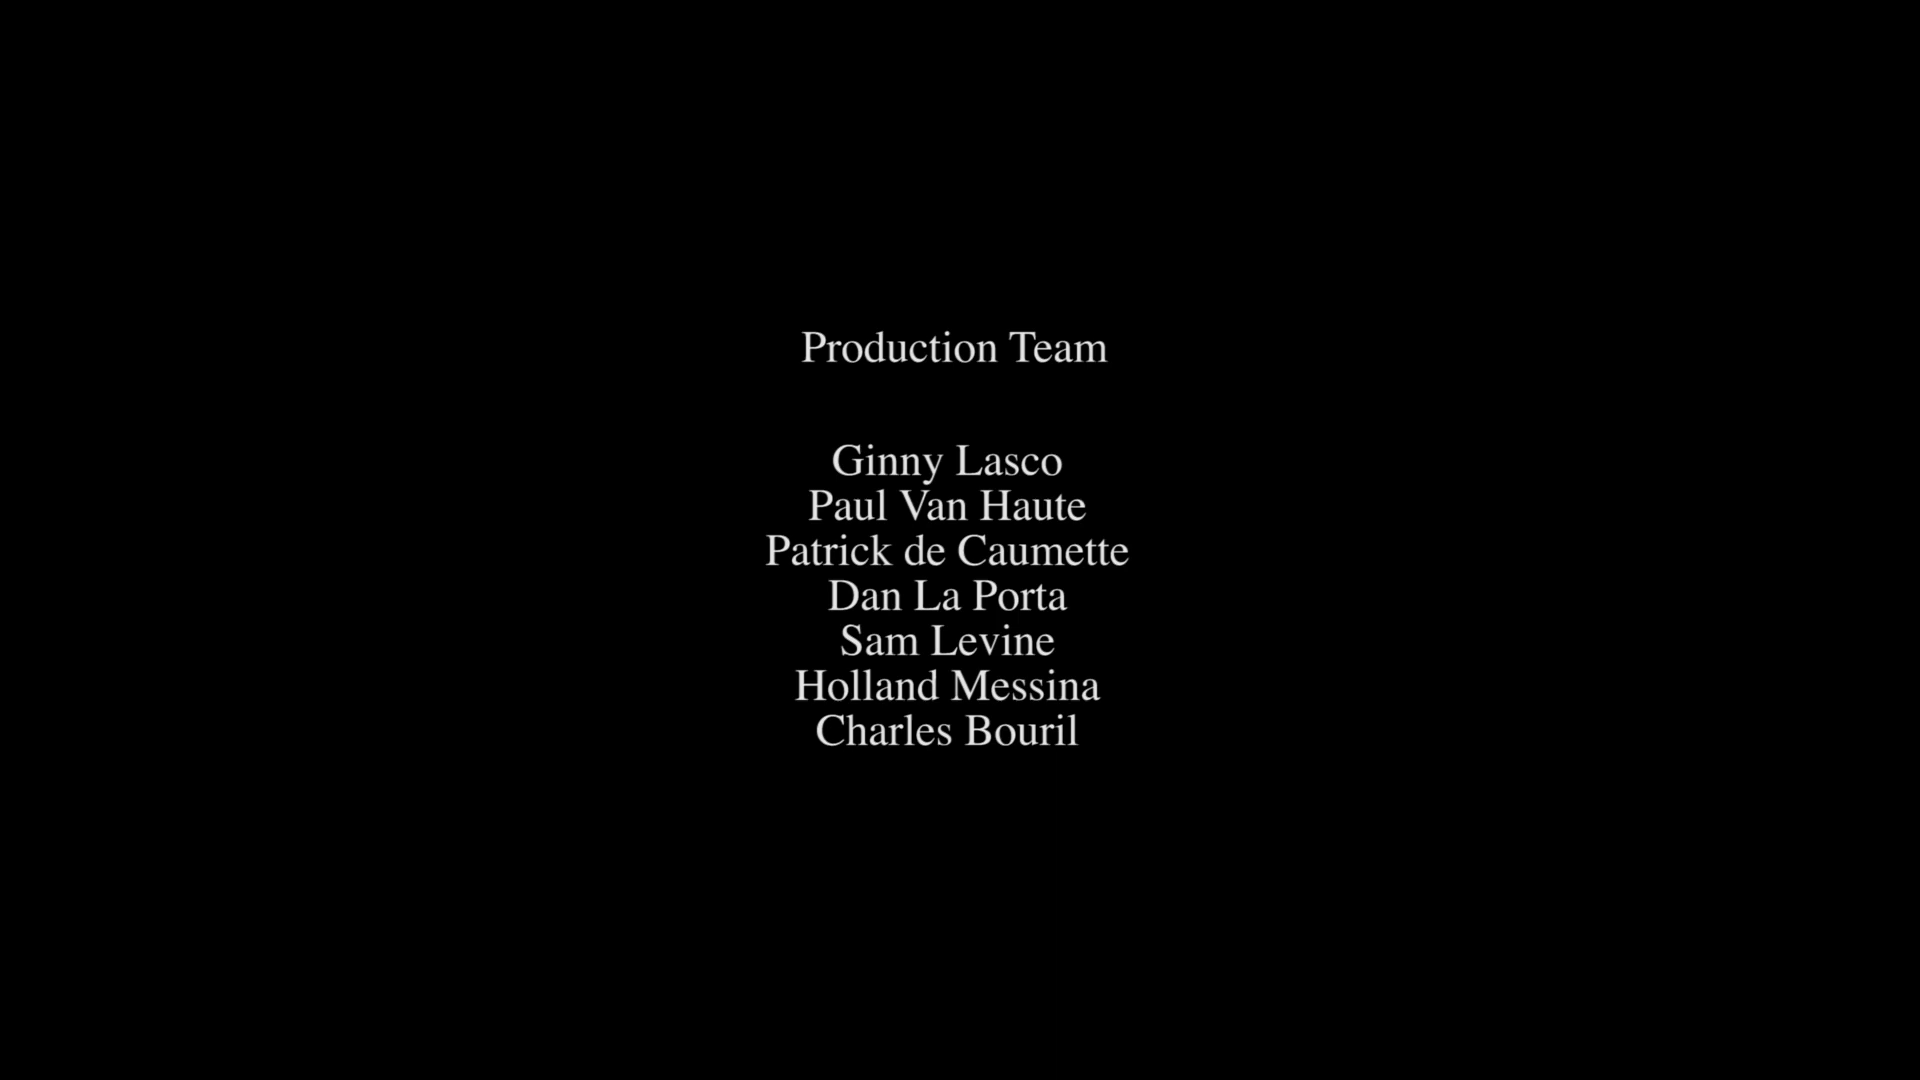 Production Team
Ginny Lasco
Paul Van Haute
Patrick de Caumette
Dan La Porta
Sam Levine
Holland Messina
Charles Bouril